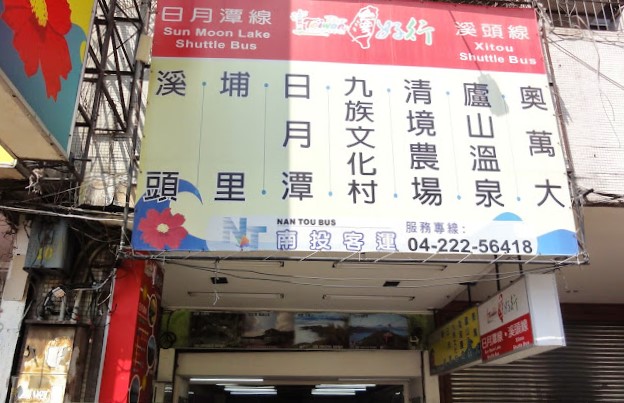 日月潭線
Sun Moon Lake
Shuttle Bus
台灣好行
溪頭線
Xitou
Shuttle Bus
溪頭
埔里
日月潭
九族文化村
清境農場
廬山溫泉
奧萬大
NT
NAN TOU BUS
南投客運
服務專線:
04-222-56418
好行
日月潭線・溪頭線